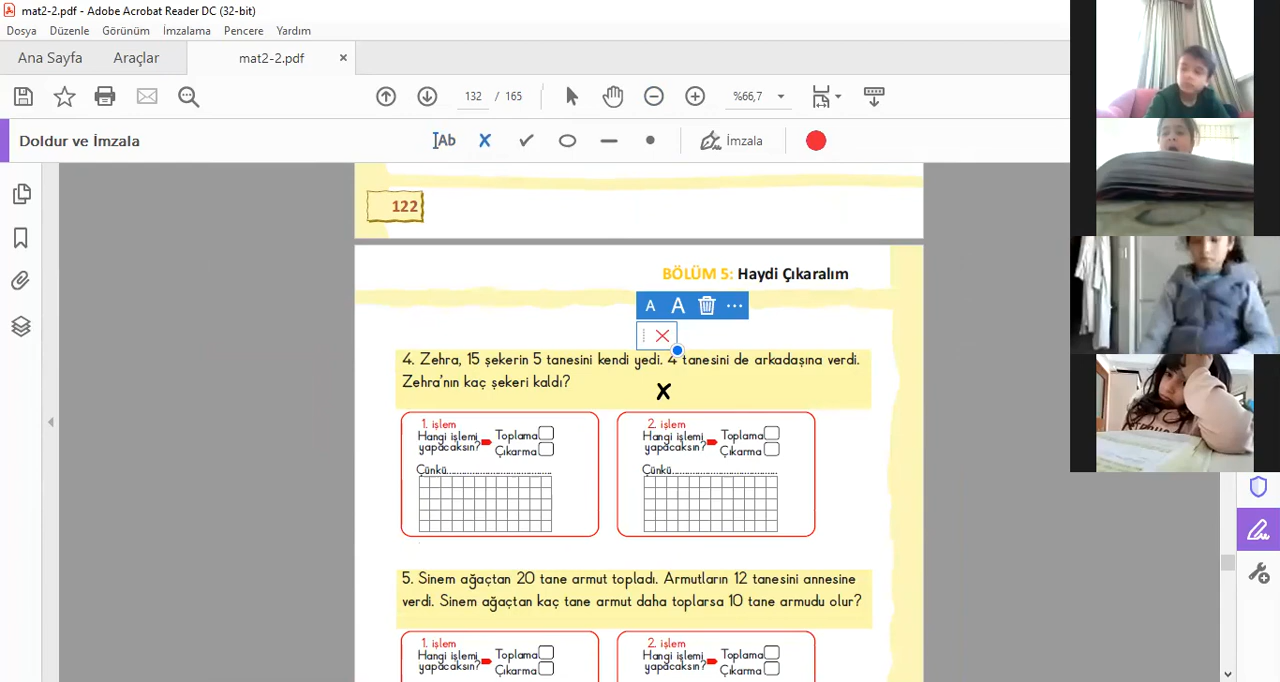 mat2-2.pdf - Adobe Acrobat Reader DC (32-bit)
Dosya Düzenle Görünüm İmzalama Pencere Yardım
Ana Sayfa Araçlar mat2-2.pdf ×
132 / 165 %66,7
Doldur ve İmzala Ab X İmzala
122
BÖLÜM 5: Haydi Çıkaralım
A A ...
4. Zehra, 15 şekerin 5 tanesini kendi yedi. 4 tanesini de arkadaşına verdi.
Zehra'nın kaç şekeri kaldı?
x
1. işlem
Hangi işlemi yapacaksın?
Toplama
Çıkarma
Çünkü
2. işlem
Hangi işlemi yapacaksın?
Toplama
Çıkarma
Çünkü
5. Sinem ağaçtan 20 tane armut topladı. Armutların 12 tanesini annesine
verdi. Sinem ağaçtan kaç tane armut daha toplarsa 10 tane armudu olur?
1. işlem
Hangi işlemi yapacaksın?
Toplama
Çıkarma
2. işlem
Hangi işlemi yapacaksın?
Toplama
Çıkarma